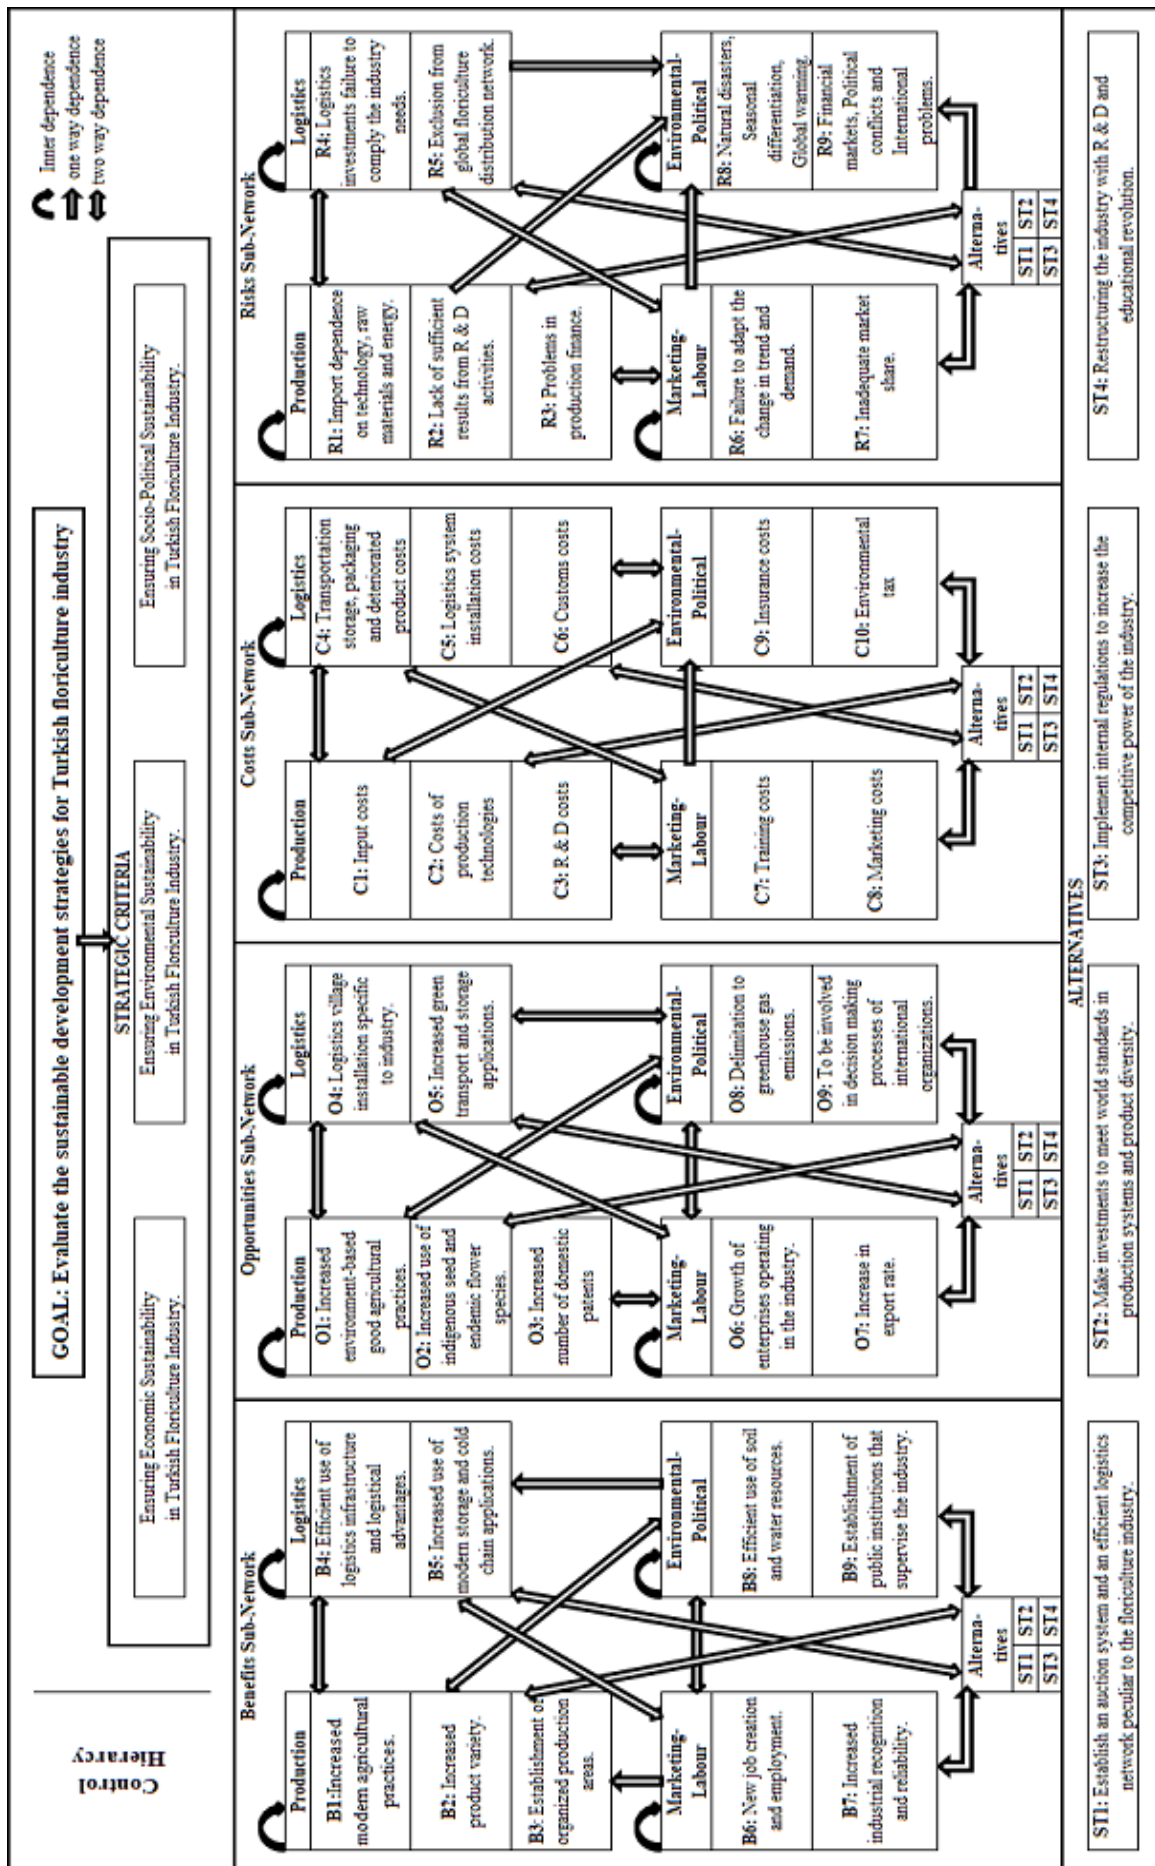 Control
Hierarcy
GOAL: Evaluate the sustainable development strategies for Turkish floriculture industry
Inner dependence
one way dependence
two way dependence
STRATEGIC CRITERIA
Ensuring Economic Sustainability
in Turkish Floriculture Industry.
Ensuring Environmental Sustainability
in Turkish Floriculture Industry.
Ensuring Socio-Political Sustainability
in Turkish Floriculture Industry.
Benefits Sub-Network
Production
B1:Increased
modern agricultural
practices.
B2: Increased
product variety.
B3: Establishment of
organized production
areas.
Logistics
B4: Efficient use of
logistics infrastructure
and logistical
advantages.
B5: Increased use of
modern storage and cold
chain applications.
Marketing-
Labour
B6: New job creation
and employment.
B7: Increased
industrial recognition
and reliability.
Environmental-
Political
B8: Efficient use of soil
and water resources.
B9: Establishment of
public institutions that
supervise the industry.
Alterna-
tives
ST1 ST2
ST3 ST4
Opportunities Sub-Network
Production
O1: Increased
environment-based
good agricultural
practices.
O2: Increased use of
indigenous seed and
endemic flower
species.
O3: Increased
number of domestic
patents
Logistics
O4: Logistics village
installation specific
to industry.
O5: Increased green
transport and storage
applications.
Marketing-
Labour
O6: Growth of
enterprises operating
in the industry.
O7: Increase in
export rate.
Environmental-
Political
O8: Delimitation to
greenhouse gas
emissions.
O9: To be involved
in decision making
processes of
international
organizations.
Alterna-
tives
ST1 ST2
ST3 ST4
Costs Sub-Network
Production
C1: Input costs
C2: Costs of
production
technologies
C3: R & D costs
Logistics
C4: Transportation
storage, packaging
and deteriorated
product costs
C5: Logistics system
installation costs
C6: Customs costs
Marketing-
Labour
C7: Training costs
C8: Marketing costs
Environmental-
Political
C9: Insurance costs
C10: Environmental
tax
Alterna-
tives
ST1 ST2
ST3 ST4
Risks Sub-Network
Production
R1: Import dependence
on technology, raw
materials and energy.
R2: Lack of sufficient
results from R & D
activities.
R3: Problems in
production finance.
Logistics
R4: Logistics
investments failure to
comply the industry
needs.
R5: Exclusion from
global floriculture
distribution network.
Marketing-
Labour
R6: Failure to adapt the
change in trend and
demand.
R7: Inadequate market
share.
Environmental-
Political
R8: Natural disasters,
Seasonal
differentiation,
Global warming.
R9: Financial
markets, Political
conflicts and
International
problems.
Alterna-
tives
ST1 ST2
ST3 ST4
ALTERNATIVES
ST1: Establish an auction system and an efficient logistics
network peculiar to the floriculture industry.
ST2: Make investments to meet world standards in
production systems and product diversity.
ST3: Implement internal regulations to increase the
competitive power of the industry.
ST4: Restructuring the industry with R & D and
educational revolution.